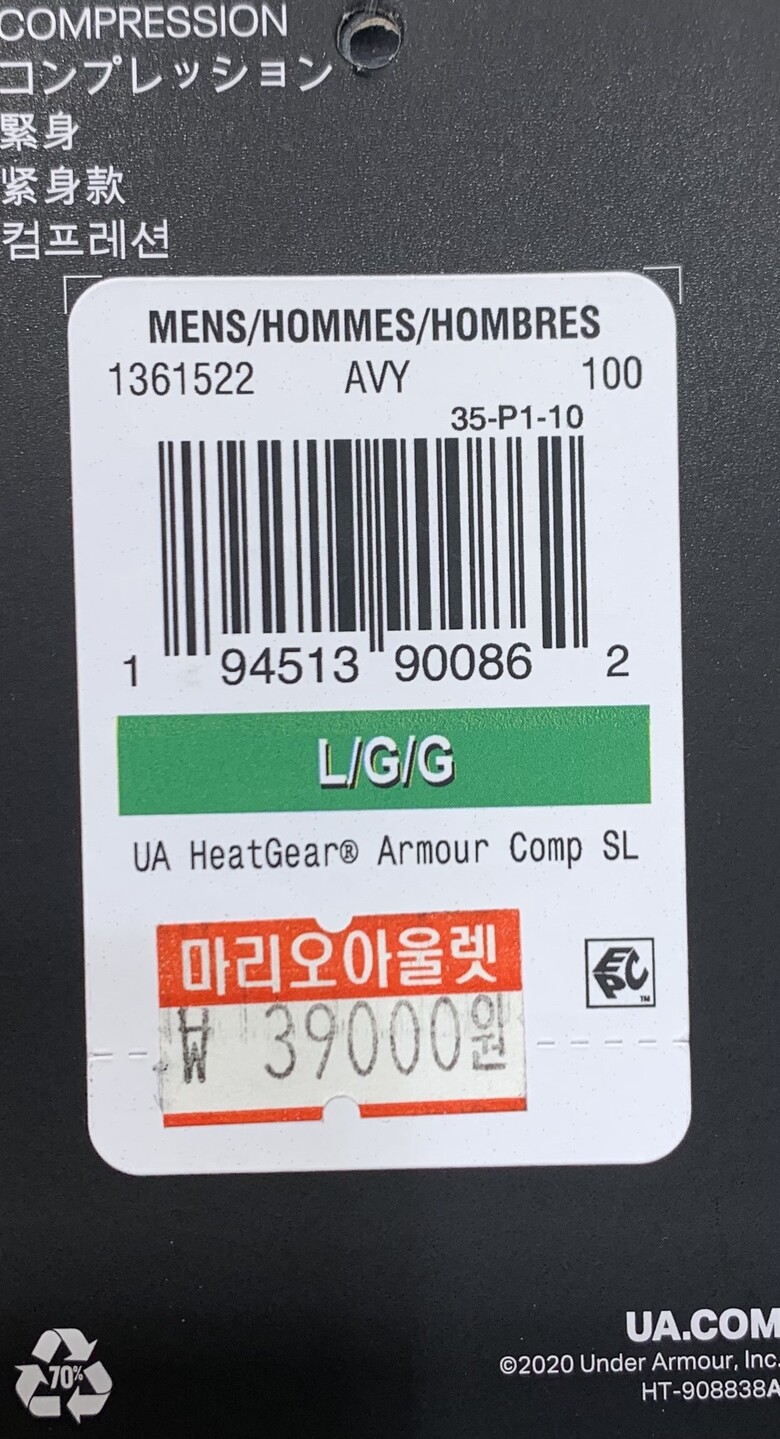 COMPRESSION
コンプレッション
緊身
紧身款
컴프레션
MENS/HOMMES/HOMBRES
1361522 AVY 100
35-P1-10
1 94513 90086 2
L/G/G
UA HeatGear® Armour Comp SL
마리오아울렛
₩ 39000원
EPC™
70%
UA.COM
©2020 Under Armour, Inc.
HT-908838A